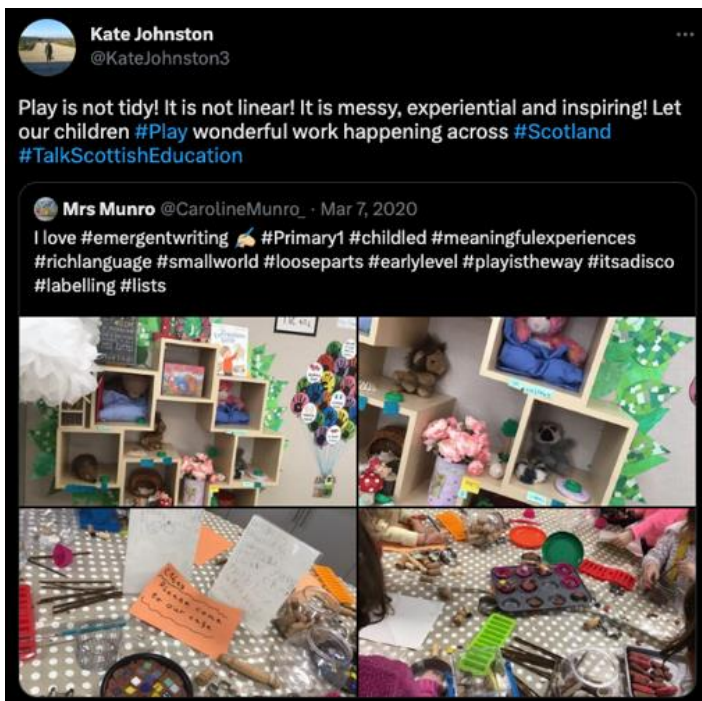 Kate Johnston
@KateJohnston3
Play is not tidy! It is not linear! It is messy, experiential and inspiring! Let
our children #Play wonderful work happening across #Scotland
#TalkScottishEducation
Mrs Munro @CarolineMunro_ · Mar 7, 2020
I love #emergentwriting ✍🏼 #Primary1 #childled #meaningfulexperiences
#richlanguage #smallworld #looseparts #earlylevel #playistheway #itsadisco
#labelling #lists
Please come
to our